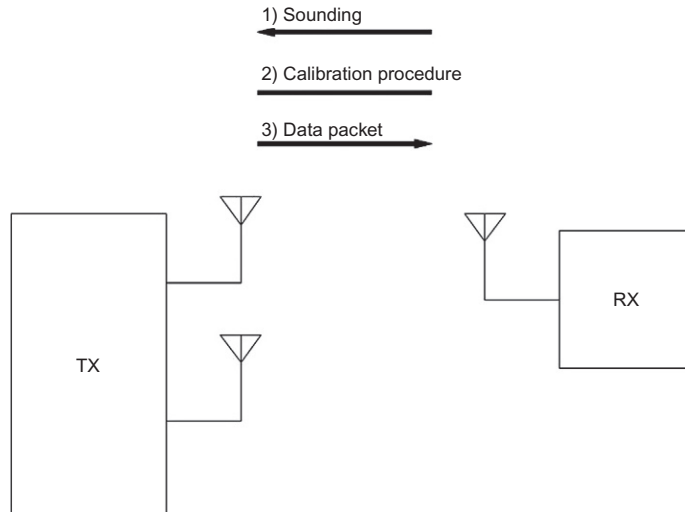 1) Sounding
2) Calibration procedure
3) Data packet
TX
RX